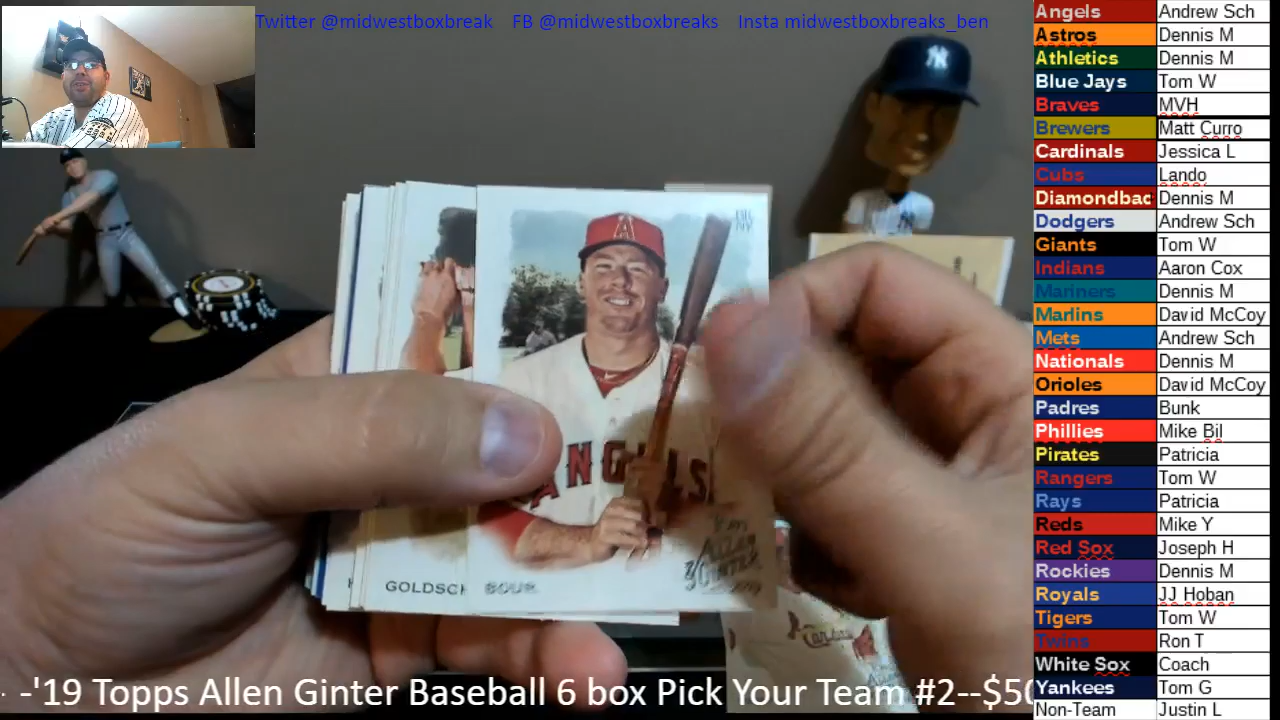 Twitter @midwestboxbreak FB @midwestboxbreaks Insta midwestboxbreaks_ben
Angels Andrew Sch
Astros Dennis M
Athletics Dennis M
Blue Jays Tom W
Braves MVH
Brewers Matt Curro
Cardinals Jessica L
Cubs Lando
Diamondbac Dennis M
Dodgers Andrew Sch
Giants Tom W
Indians Aaron Cox
Mariners Dennis M
Marlins David McCoy
Mets Andrew Sch
Nationals Dennis M
Orioles David McCoy
Padres Bunk
Phillies Mike Bil
Pirates Patricia
Rangers Tom W
Rays Patricia
Reds Mike Y
Red Sox Joseph H
Rockies Dennis M
Royals JJ Hoban
Tigers Tom W
Twins Ron T
White Sox Coach
Yankees Tom G
Non-Team Justin L
NY
A
ANGELS
GOLDSCH
-'19 Topps Allen Ginter Baseball 6 box Pick Your Team #2--$50